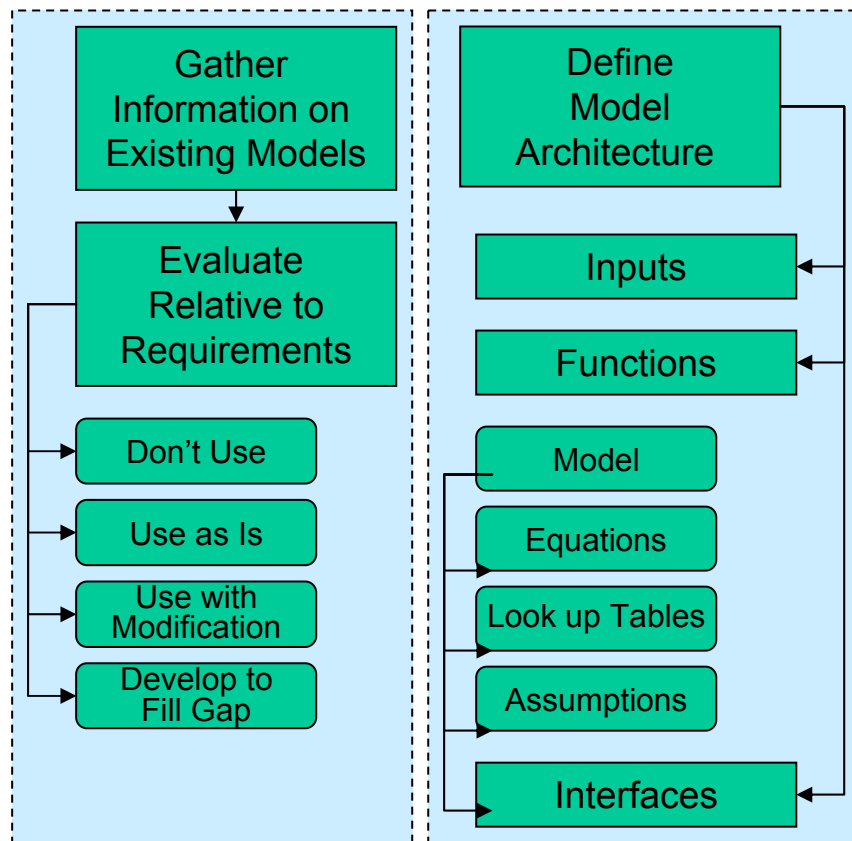 Gather
Information on
Existing Models
Evaluate
Relative to
Requirements
Don’t Use
Use as Is
Use with
Modification
Develop to
Fill Gap
Define
Model
Architecture
Inputs
Functions
Model
Equations
Look up Tables
Assumptions
Interfaces